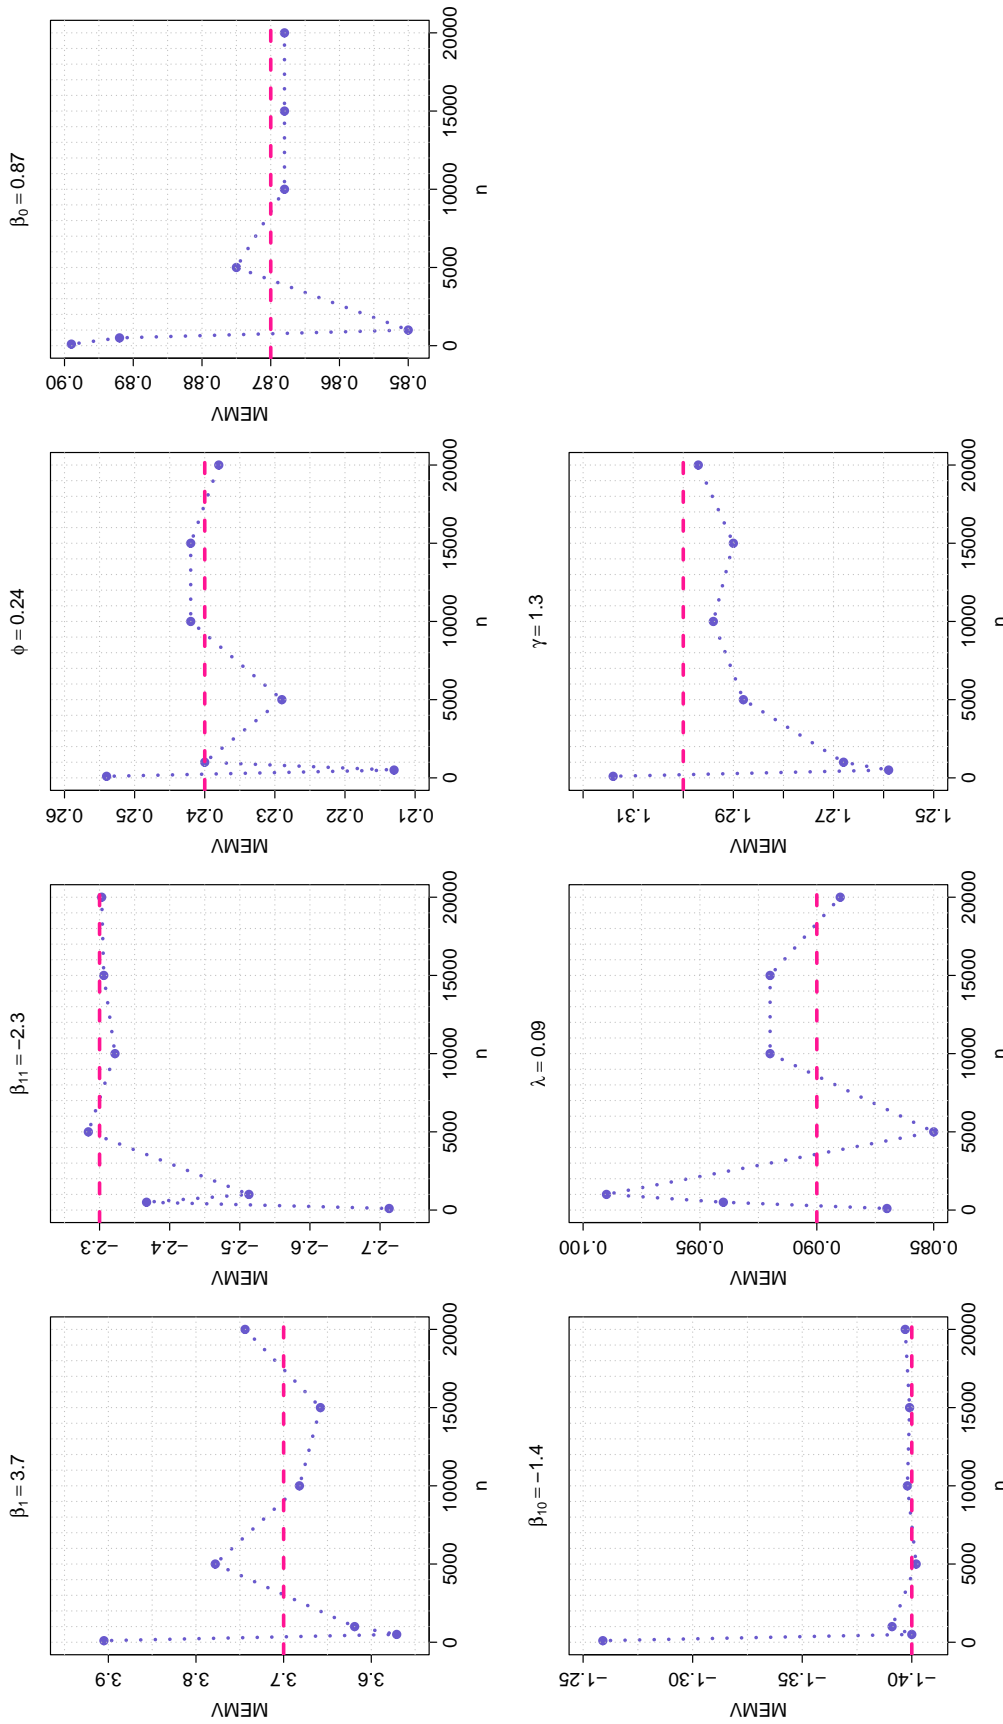 β₁ = 3.7
MEMV
3.9
3.8
3.7
3.6
0 5000 10000 15000 20000
n
β₁₁ = −2.3
MEMV
−2.3
−2.4
−2.5
−2.6
−2.7
0 5000 10000 15000 20000
n
ϕ = 0.24
MEMV
0.26
0.25
0.24
0.23
0.22
0.21
0 5000 10000 15000 20000
n
β₀ = 0.87
MEMV
0.90
0.89
0.88
0.87
0.86
0.85
0 5000 10000 15000 20000
n
β₁₀ = −1.4
MEMV
−1.25
−1.30
−1.35
−1.40
0 5000 10000 15000 20000
n
λ = 0.09
MEMV
0.100
0.095
0.090
0.085
0 5000 10000 15000 20000
n
γ = 1.3
MEMV
1.31
1.29
1.27
1.25
0 5000 10000 15000 20000
n